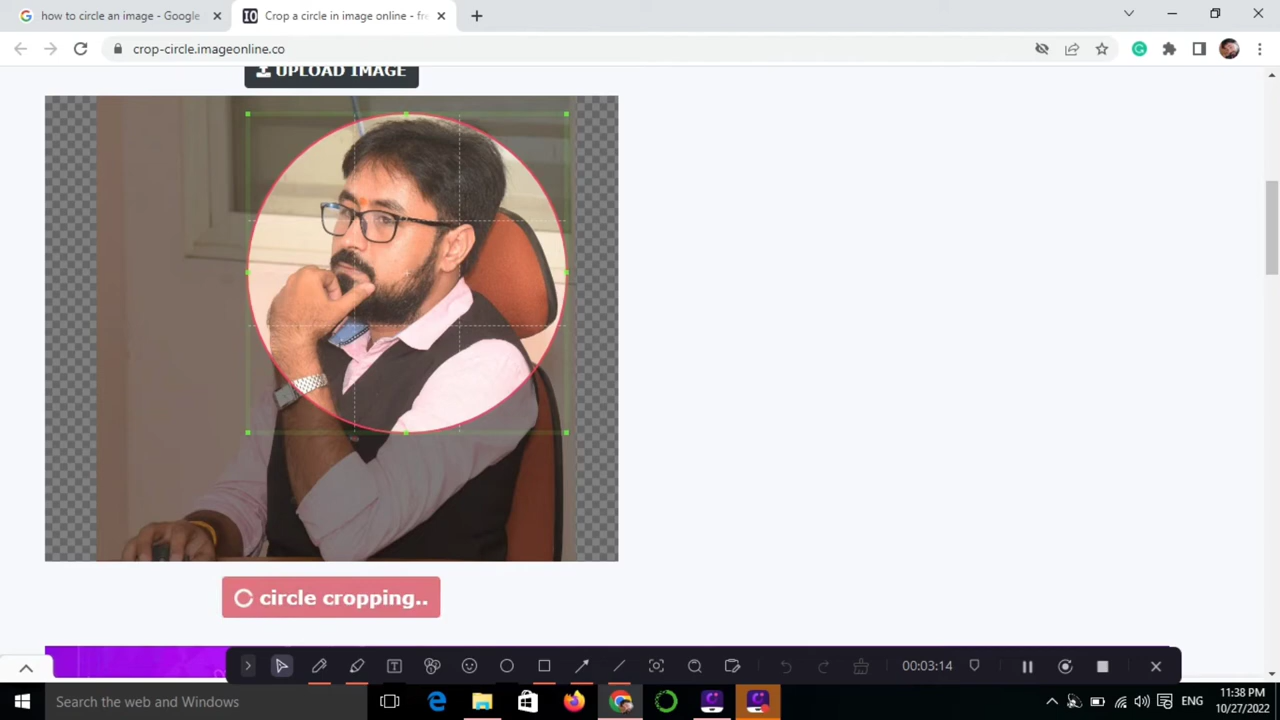 how to circle an image - Google
Crop a circle in image online - fre
crop-circle.imageonline.co
UPLOAD IMAGE
circle cropping..
00:03:14
Search the web and Windows
ENG
11:38 PM
10/27/2022